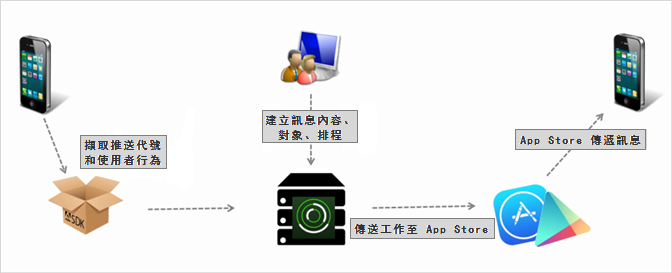 擷取推送代號
和使用者行為
SDK
建立訊息內容、
對象、排程
傳送工作至 App Store
App Store 傳遞訊息